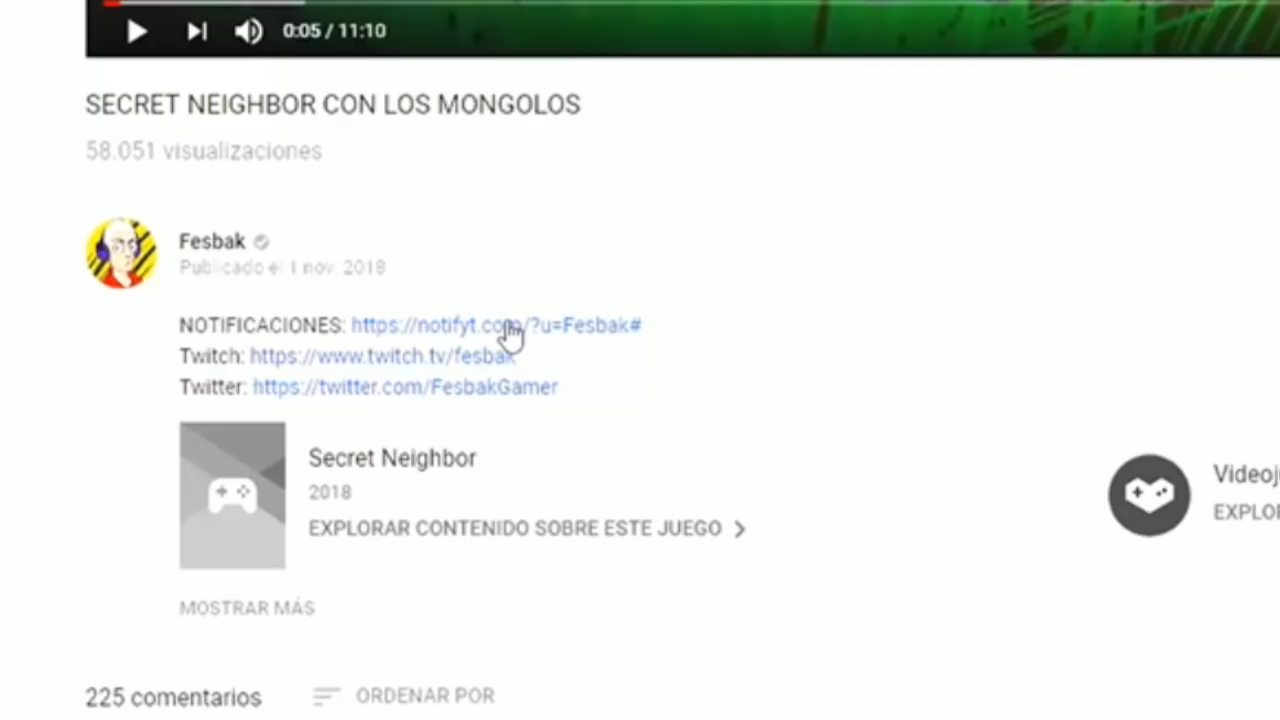 0:05 / 11:10
SECRET NEIGHBOR CON LOS MONGOLOS
58.051 visualizaciones
Fesbak
Publicado el 1 nov. 2018
NOTIFICACIONES: https://notifyt.com/?u=Fesbak#
Twitch: https://www.twitch.tv/fesbak
Twitter: https://twitter.com/FesbakGamer
Secret Neighbor
2018
EXPLORAR CONTENIDO SOBRE ESTE JUEGO
Videoj
EXPLOR
MOSTRAR MÁS
225 comentarios
ORDENAR POR